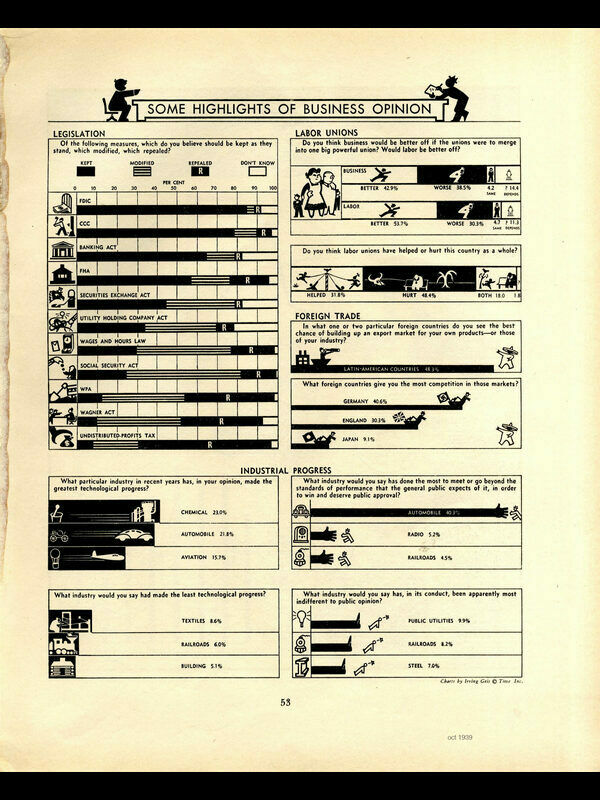 SOME HIGHLIGHTS OF BUSINESS OPINION
LEGISLATION
Of the following measures, which do you believe should be kept as they
stand, which modified, which repealed?
KEPT MODIFIED REPEALED DON'T KNOW
R
PER CENT
0 10 20 30 40 50 60 70 80 90 100
FDIC
R
CCC
R
BANKING ACT
R
FHA
R
SECURITIES EXCHANGE ACT
R
UTILITY HOLDING COMPANY ACT
R
WAGES AND HOURS LAW
R
SOCIAL SECURITY ACT
R
WPA
R
WAGNER ACT
R
UNDISTRIBUTED-PROFITS TAX
R
LABOR UNIONS
Do you think business would be better off if the unions were to merge
into one big powerful union? Would labor be better off?
BUSINESS
BETTER 42.9% WORSE 38.5% 4.2 SAME ? 14.4 DEPENDS
LABOR
BETTER 53.7% WORSE 30.3% 4.7 SAME ? 11.3 DEPENDS
Do you think labor unions have helped or hurt this country as a whole?
HELPED 31.8% HURT 48.4% BOTH 18.0 1.8
FOREIGN TRADE
In what one or two particular foreign countries do you see the best
chance of building up an export market for your own products—or those
of your industry?
LATIN-AMERICAN COUNTRIES
What foreign countries give you the most competition in those markets?
GERMANY 40.6%
ENGLAND 30.3%
JAPAN 9.1%
INDUSTRIAL PROGRESS
What particular industry in recent years has, in your opinion, made the
greatest technological progress?
CHEMICAL 23.0%
AUTOMOBILE 21.8%
AVIATION 15.7%
What industry would you say has done the most to meet or go beyond the
standards of performance that the general public expects of it, in order
to win and deserve public approval?
AUTOMOBILE
RADIO 5.2%
RAILROADS 4.5%
What industry would you say had made the least technological progress?
TEXTILES 8.6%
RAILROADS 6.0%
BUILDING 5.1%
What industry would you say has, in its conduct, been apparently most
indifferent to public opinion?
PUBLIC UTILITIES 9.9%
RAILROADS 8.2%
STEEL 7.0%
Charts by Irving Geis © Time Inc.
53
oct 1939